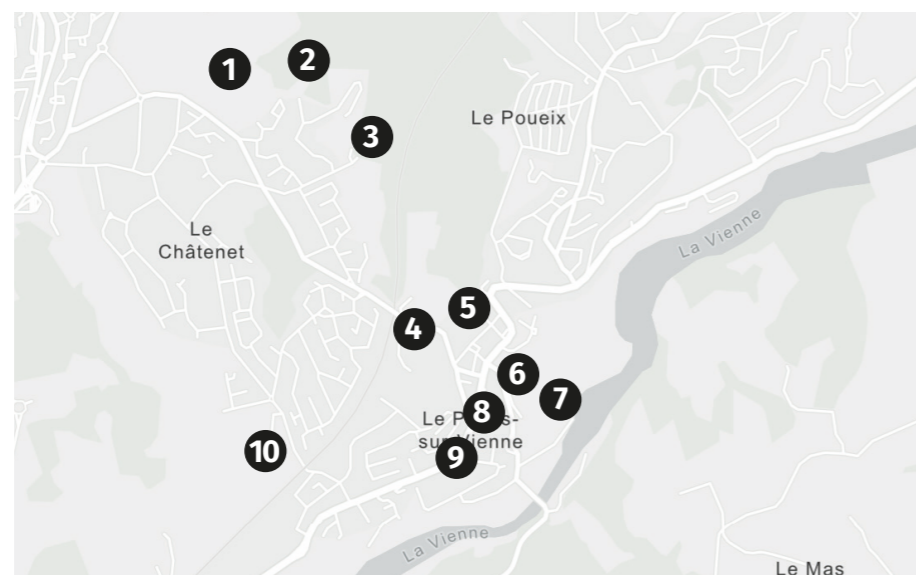 1
2
3
Le Poueix
La Vienne
Le
Châtenet
5
4
6
7
8
Le P s-
sur-Vienne
9
10
La Vienne
Le Mas